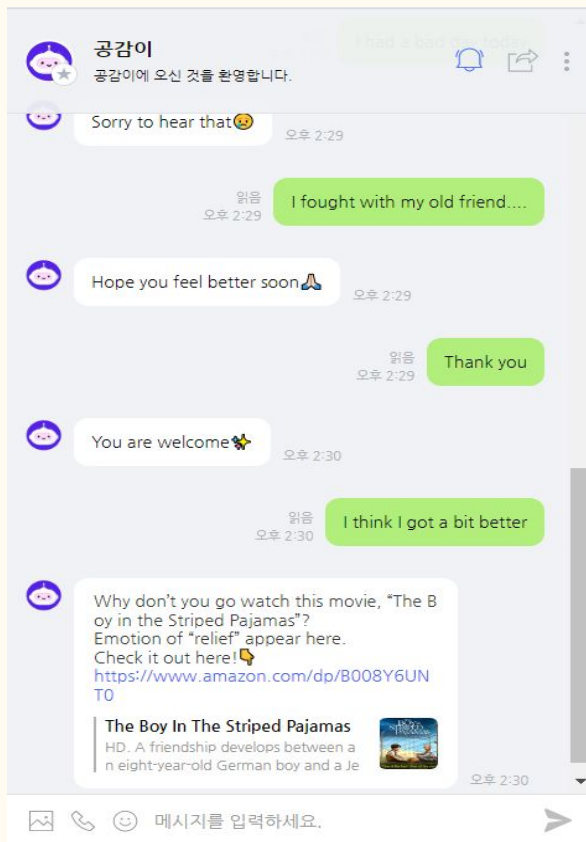 공감이
I had a bad day today
공감이에 오신 것을 환영합니다.
Sorry to hear that😥
오후 2:29
읽음
오후 2:29
I fought with my old friend....
Hope you feel better soon🙏
오후 2:29
읽음
오후 2:29
Thank you
You are welcome✨
오후 2:30
읽음
오후 2:30
I think I got a bit better
Why don't you go watch this movie, "The B
oy in the Striped Pajamas"?
Emotion of "relief" appear here.
Check it out here!👇
https://www.amazon.com/dp/B008Y6UN
T0
The Boy In The Striped Pajamas
HD. A friendship develops between a
n eight-year-old German boy and a Je
오후 2:30
메시지를 입력하세요.